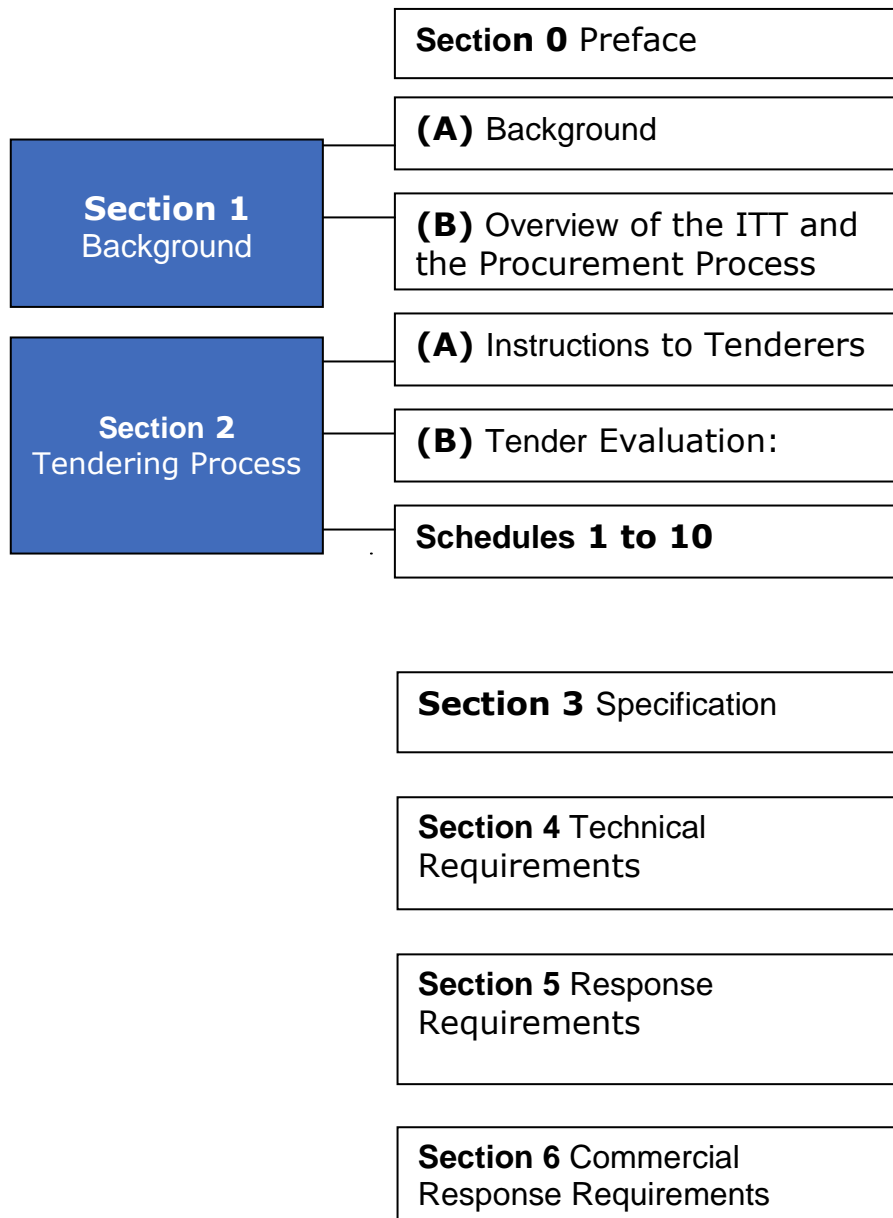 Section 0 Preface
Section 1
Background
(A) Background
(B) Overview of the ITT and
the Procurement Process
Section 2
Tendering Process
(A) Instructions to Tenderers
(B) Tender Evaluation:
Schedules 1 to 10
Section 3 Specification
Section 4 Technical
Requirements
Section 5 Response
Requirements
Section 6 Commercial
Response Requirements